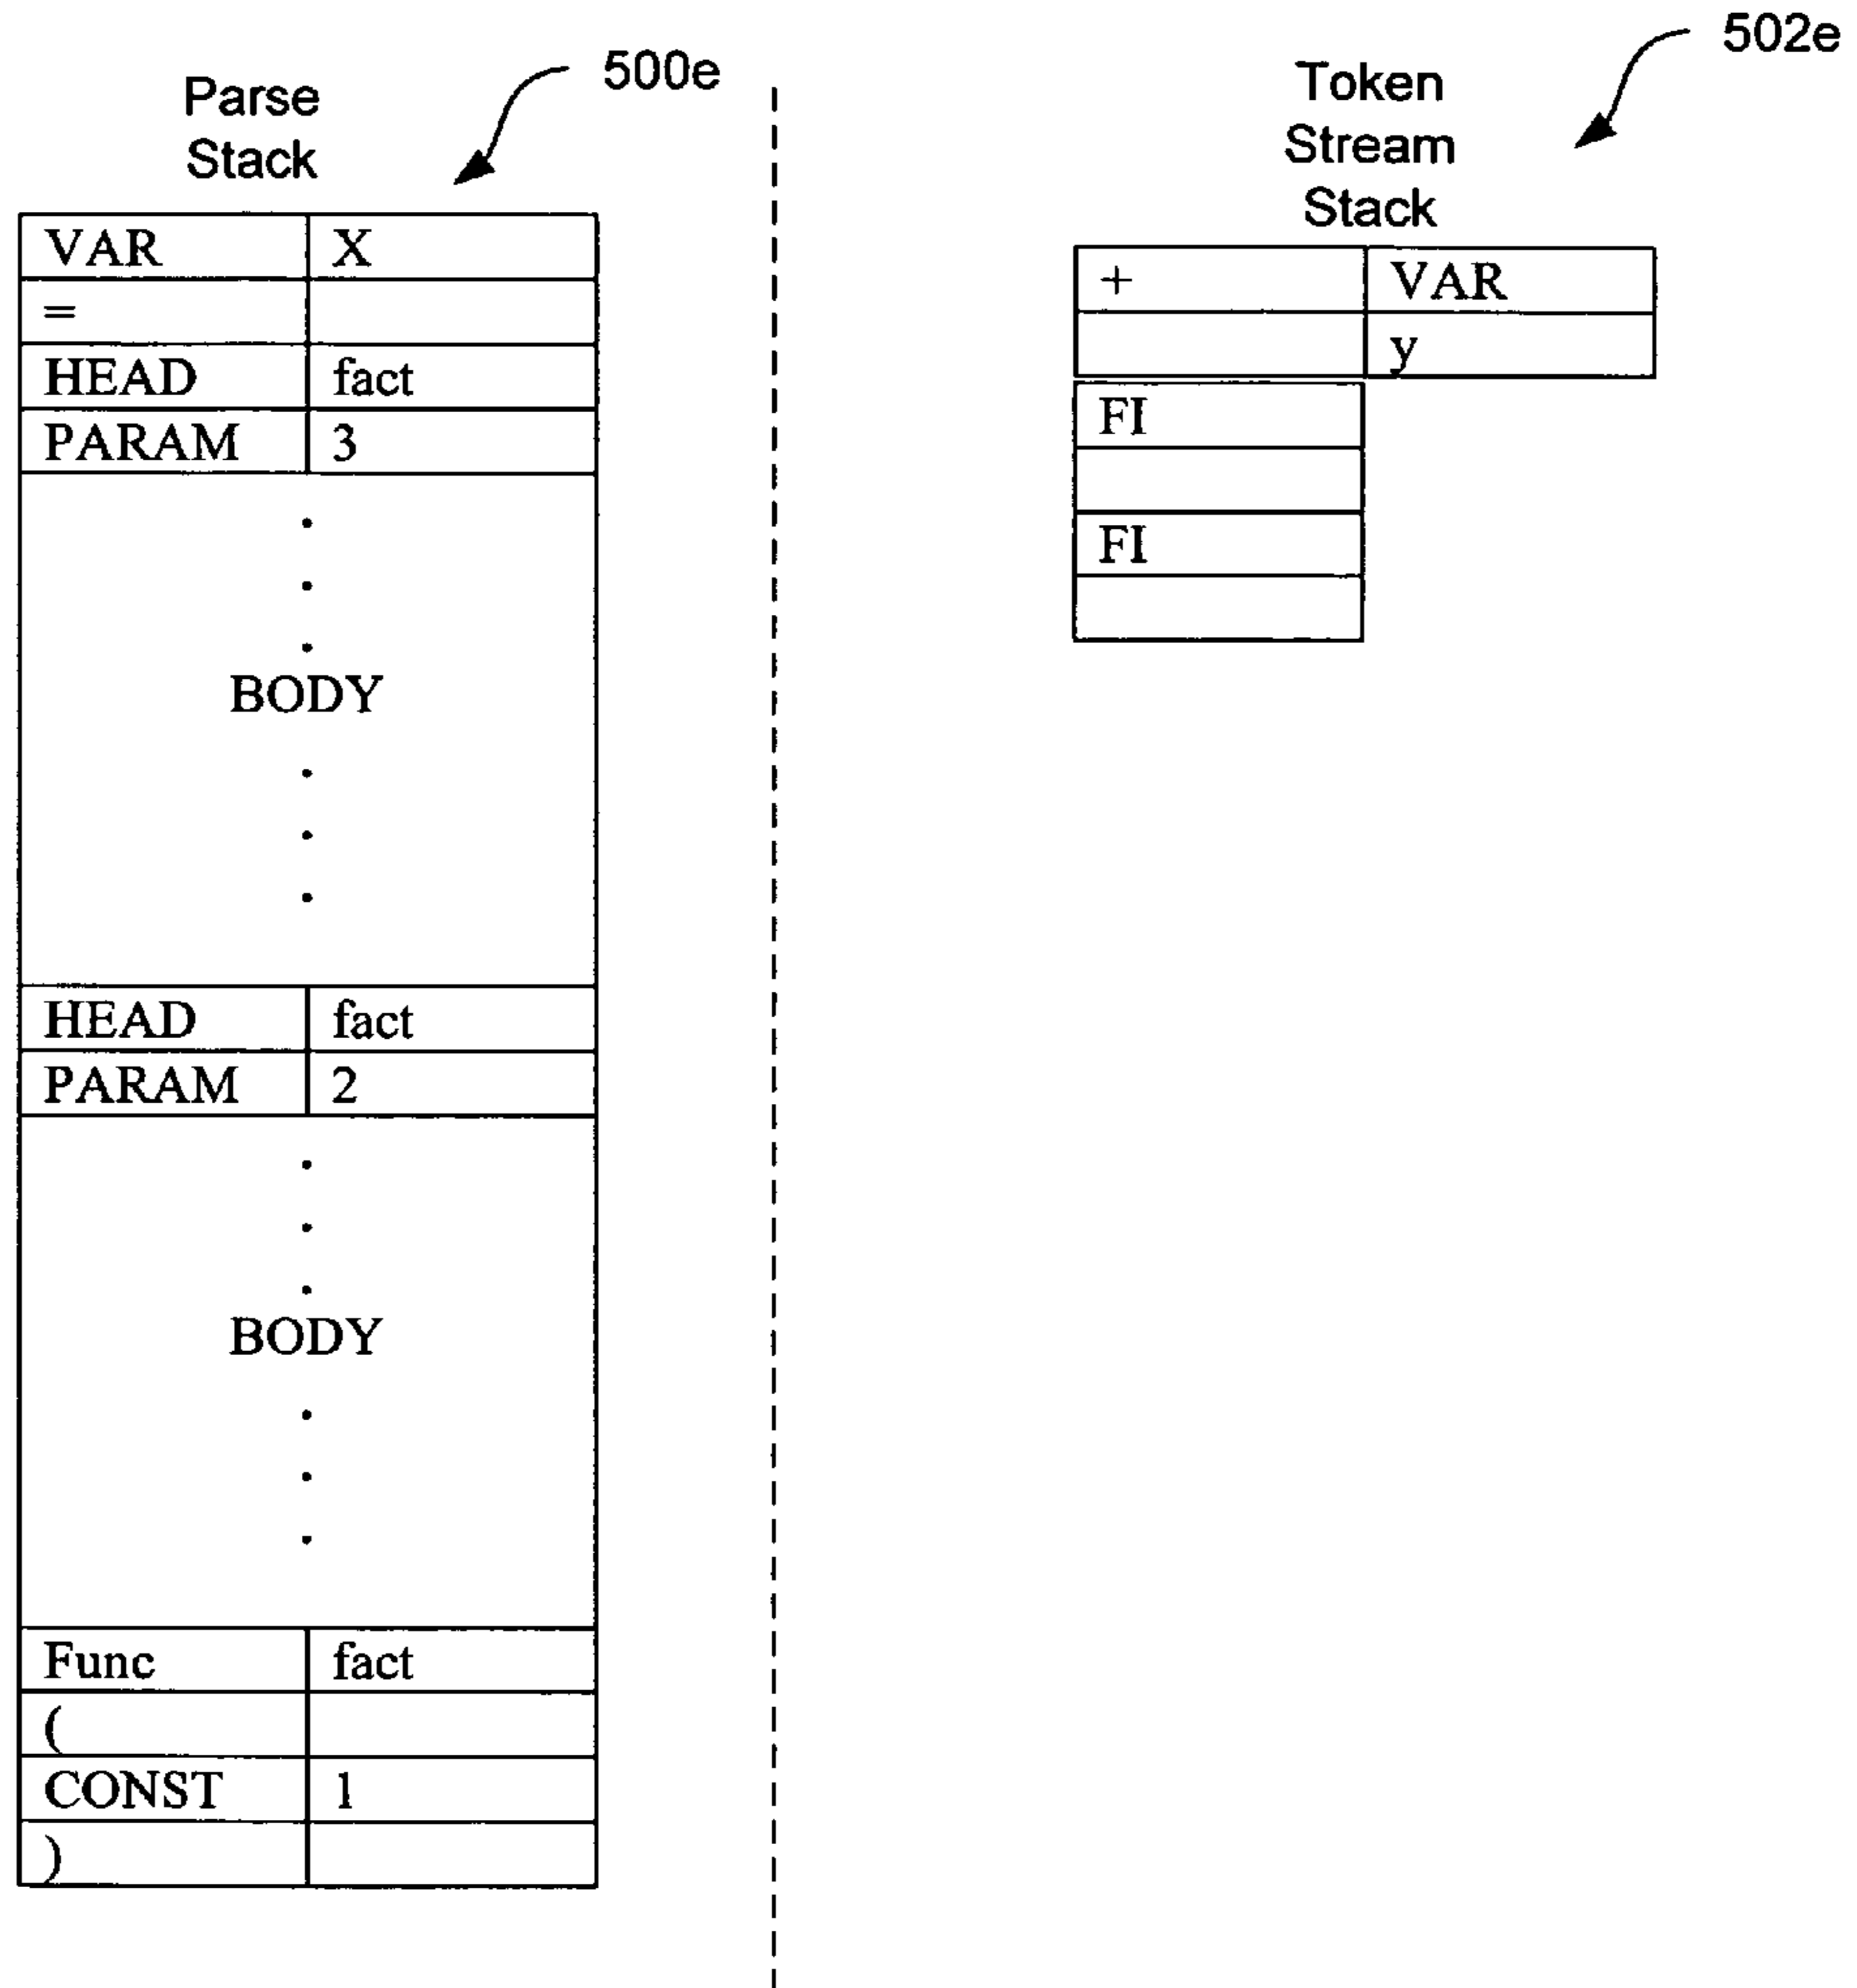 Parse
Stack
500e
VAR X
=
HEAD fact
PARAM 3
.
.
.
BODY
.
.
.
HEAD fact
PARAM 2
.
.
.
BODY
.
.
.
Func fact
(
CONST 1
)
502e
Token
Stream
Stack
+ VAR
y
FI
FI